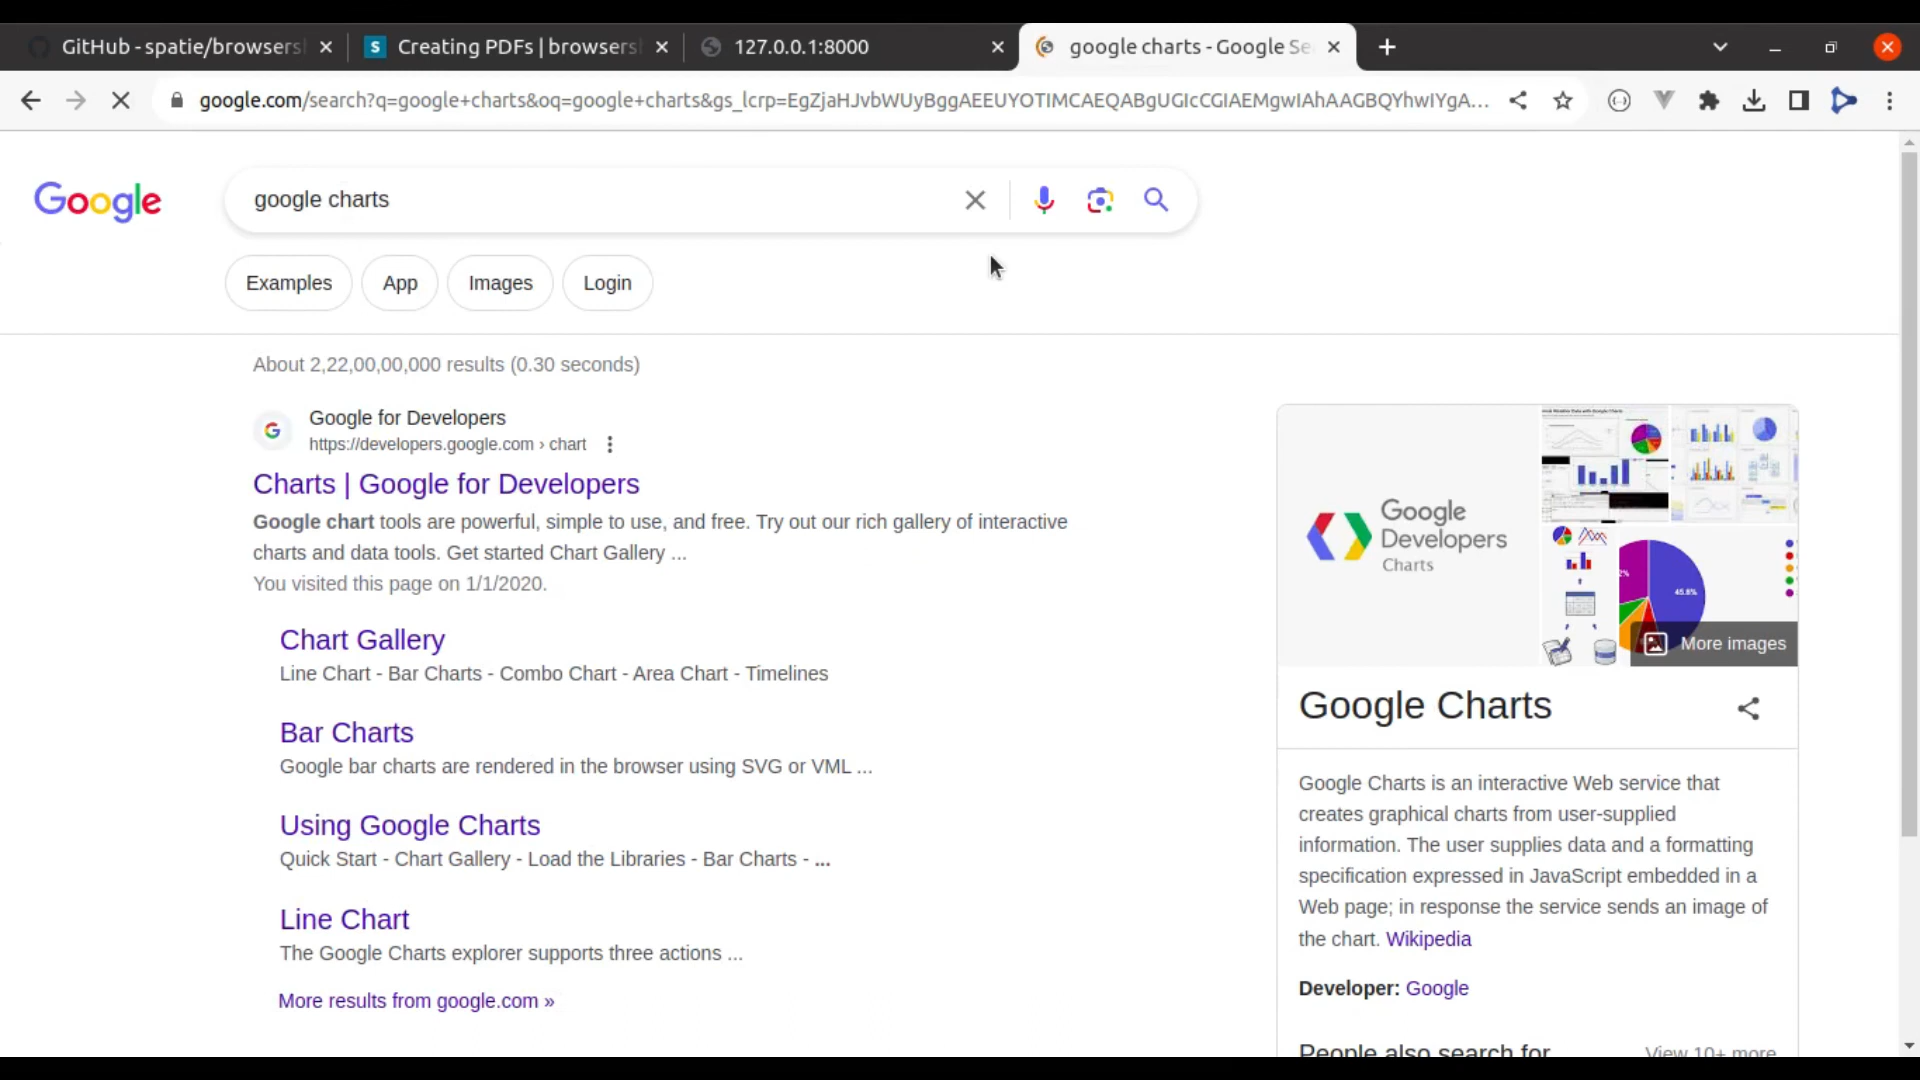 GitHub - spatie/browsers
Creating PDFs | browsers
127.0.0.1:8000
google charts - Google Se
google.com/search?q=google+charts&oq=google+charts&gs_lcrp=EgZjaHJvbWUyBggAEEUYOTIMCAEQABgUGIcCGIAEMgwIAhAAGBQYhwIYgA...
Google
google charts
Examples
App
Images
Login
About 2,22,00,00,000 results (0.30 seconds)
Google for Developers
https://developers.google.com › chart
Charts | Google for Developers
Google chart tools are powerful, simple to use, and free. Try out our rich gallery of interactive
charts and data tools. Get started Chart Gallery ...
You visited this page on 1/1/2020.
Chart Gallery
Line Chart - Bar Charts - Combo Chart - Area Chart - Timelines
Bar Charts
Google bar charts are rendered in the browser using SVG or VML ...
Using Google Charts
Quick Start - Chart Gallery - Load the Libraries - Bar Charts - ...
Line Chart
The Google Charts explorer supports three actions ...
More results from google.com »
Google
Developers
Charts
45.8%
More images
Google Charts
Google Charts is an interactive Web service that
creates graphical charts from user-supplied
information. The user supplies data and a formatting
specification expressed in JavaScript embedded in a
Web page; in response the service sends an image of
the chart. Wikipedia
Developer: Google
People also search for
View 10+ more